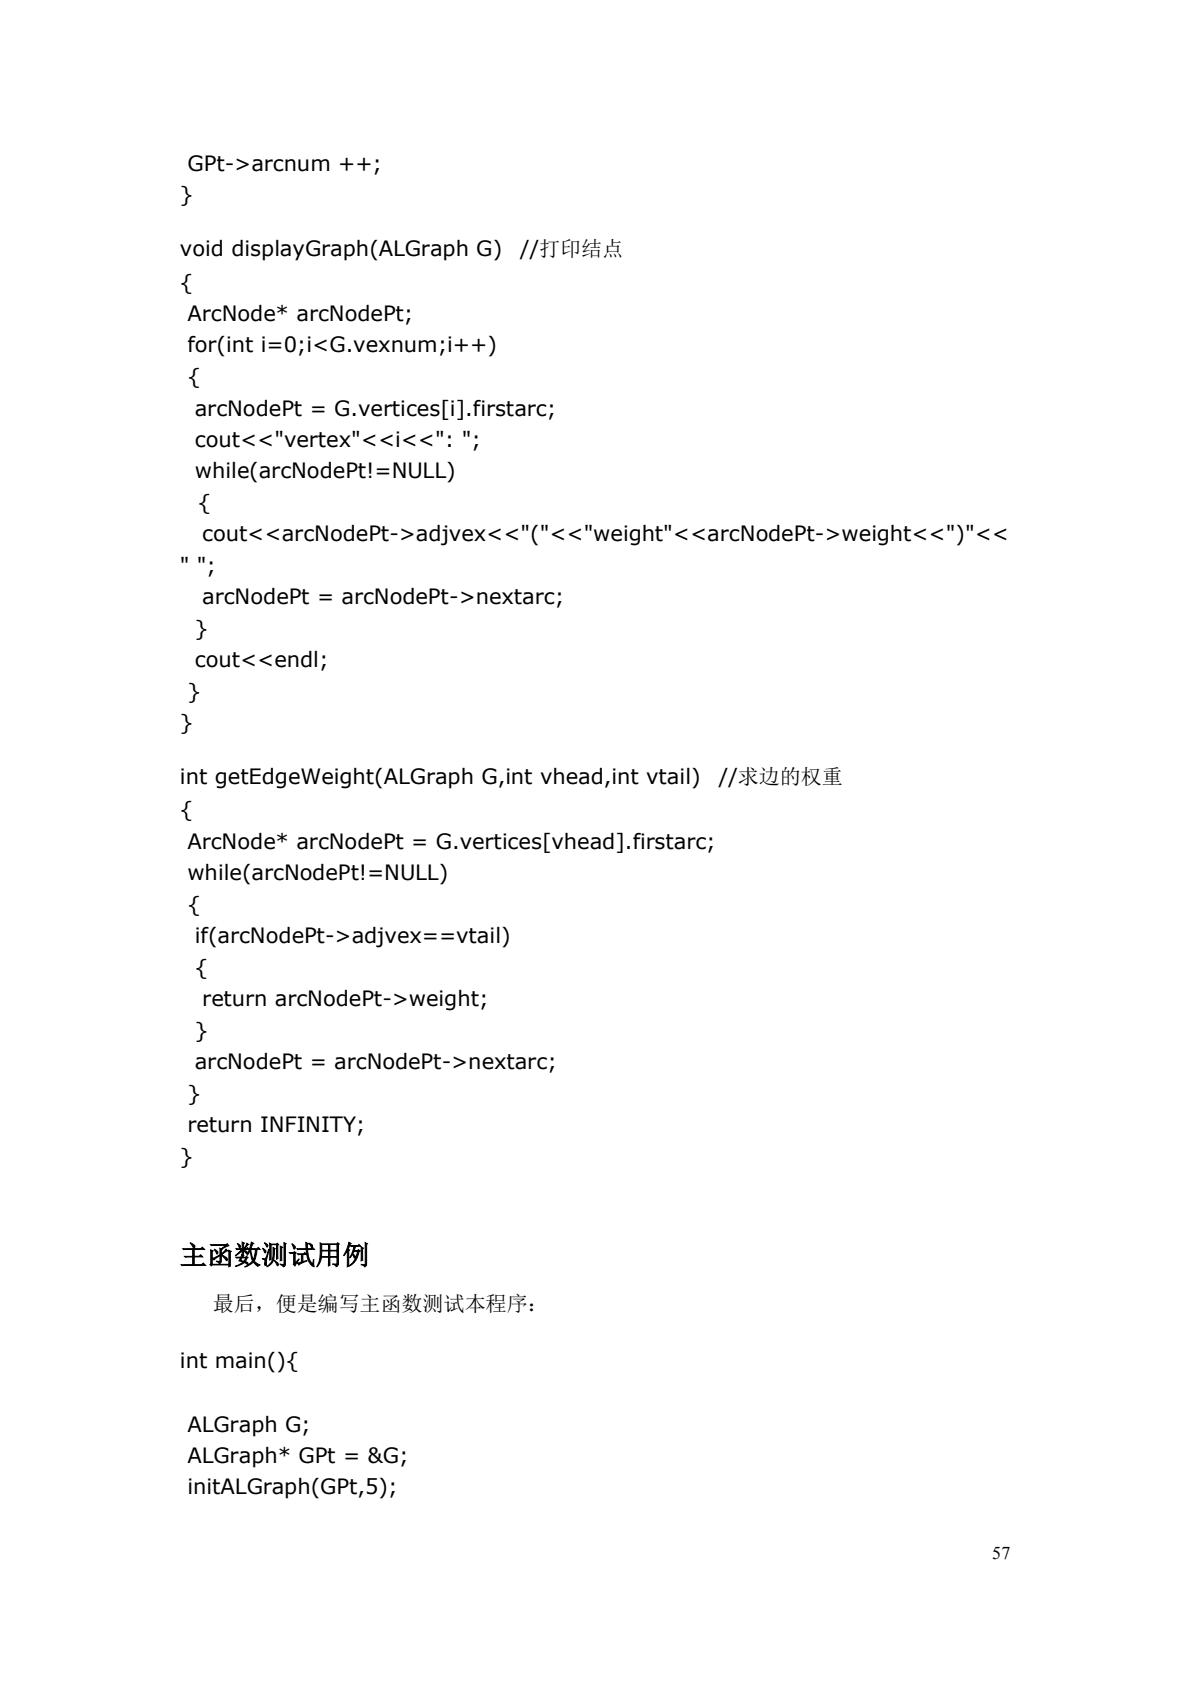 GPt->arcnum ++;
}
void displayGraph(ALGraph G)  //打印结点
{
ArcNode* arcNodePt;
for(int i=0;i<G.vexnum;i++)
{
arcNodePt = G.vertices[i].firstarc;
cout<<"vertex"<<i<<": ";
while(arcNodePt!=NULL)
{
cout<<arcNodePt->adjvex<<"("<<"weight"<<arcNodePt->weight<<")"<<
" ";
arcNodePt = arcNodePt->nextarc;
}
cout<<endl;
}
}
int getEdgeWeight(ALGraph G,int vhead,int vtail)  //求边的权重
{
ArcNode* arcNodePt = G.vertices[vhead].firstarc;
while(arcNodePt!=NULL)
{
if(arcNodePt->adjvex==vtail)
{
return arcNodePt->weight;
}
arcNodePt = arcNodePt->nextarc;
}
return INFINITY;
}
主函数测试用例
最后，便是编写主函数测试本程序：
int main(){
ALGraph G;
ALGraph* GPt = &G;
initALGraph(GPt,5);
57